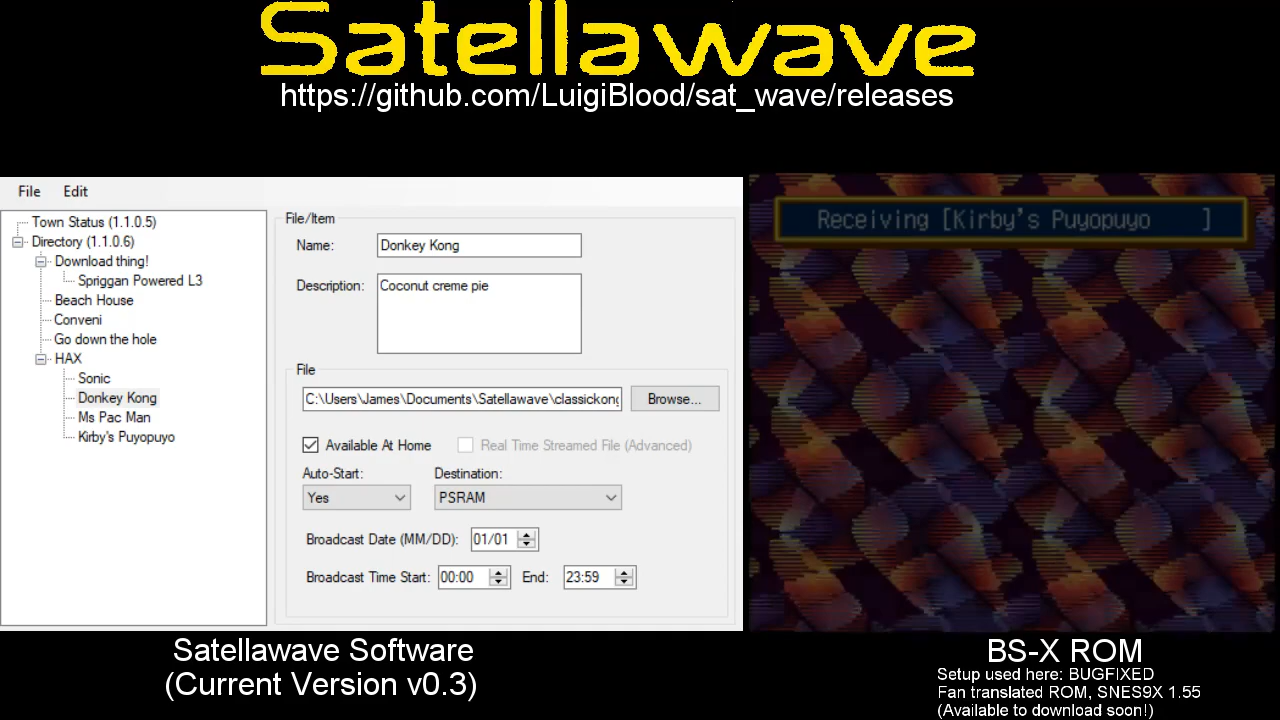 Satellawave
https://github.com/LuigiBlood/sat_wave/releases
File Edit
Town Status (1.1.0.5)
Directory (1.1.0.6)
Download thing!
Spriggan Powered L3
Beach House
Conveni
Go down the hole
HAX
Sonic
Donkey Kong
Ms Pac Man
Kirby's Puyopuyo
File/Item
Name: Donkey Kong
Description: Coconut creme pie
File
C:\Users\James\Documents\Satellawave\classickong Browse...
Available At Home Real Time Streamed File (Advanced)
Auto-Start: Destination:
Yes PSRAM
Broadcast Date (MM/DD): 01/01
Broadcast Time Start: 00:00 End: 23:59
Receiving [Kirby's Puyopuyo ]
Satellawave Software
(Current Version v0.3)
BS-X ROM
Setup used here: BUGFIXED
Fan translated ROM, SNES9X 1.55
(Available to download soon!)